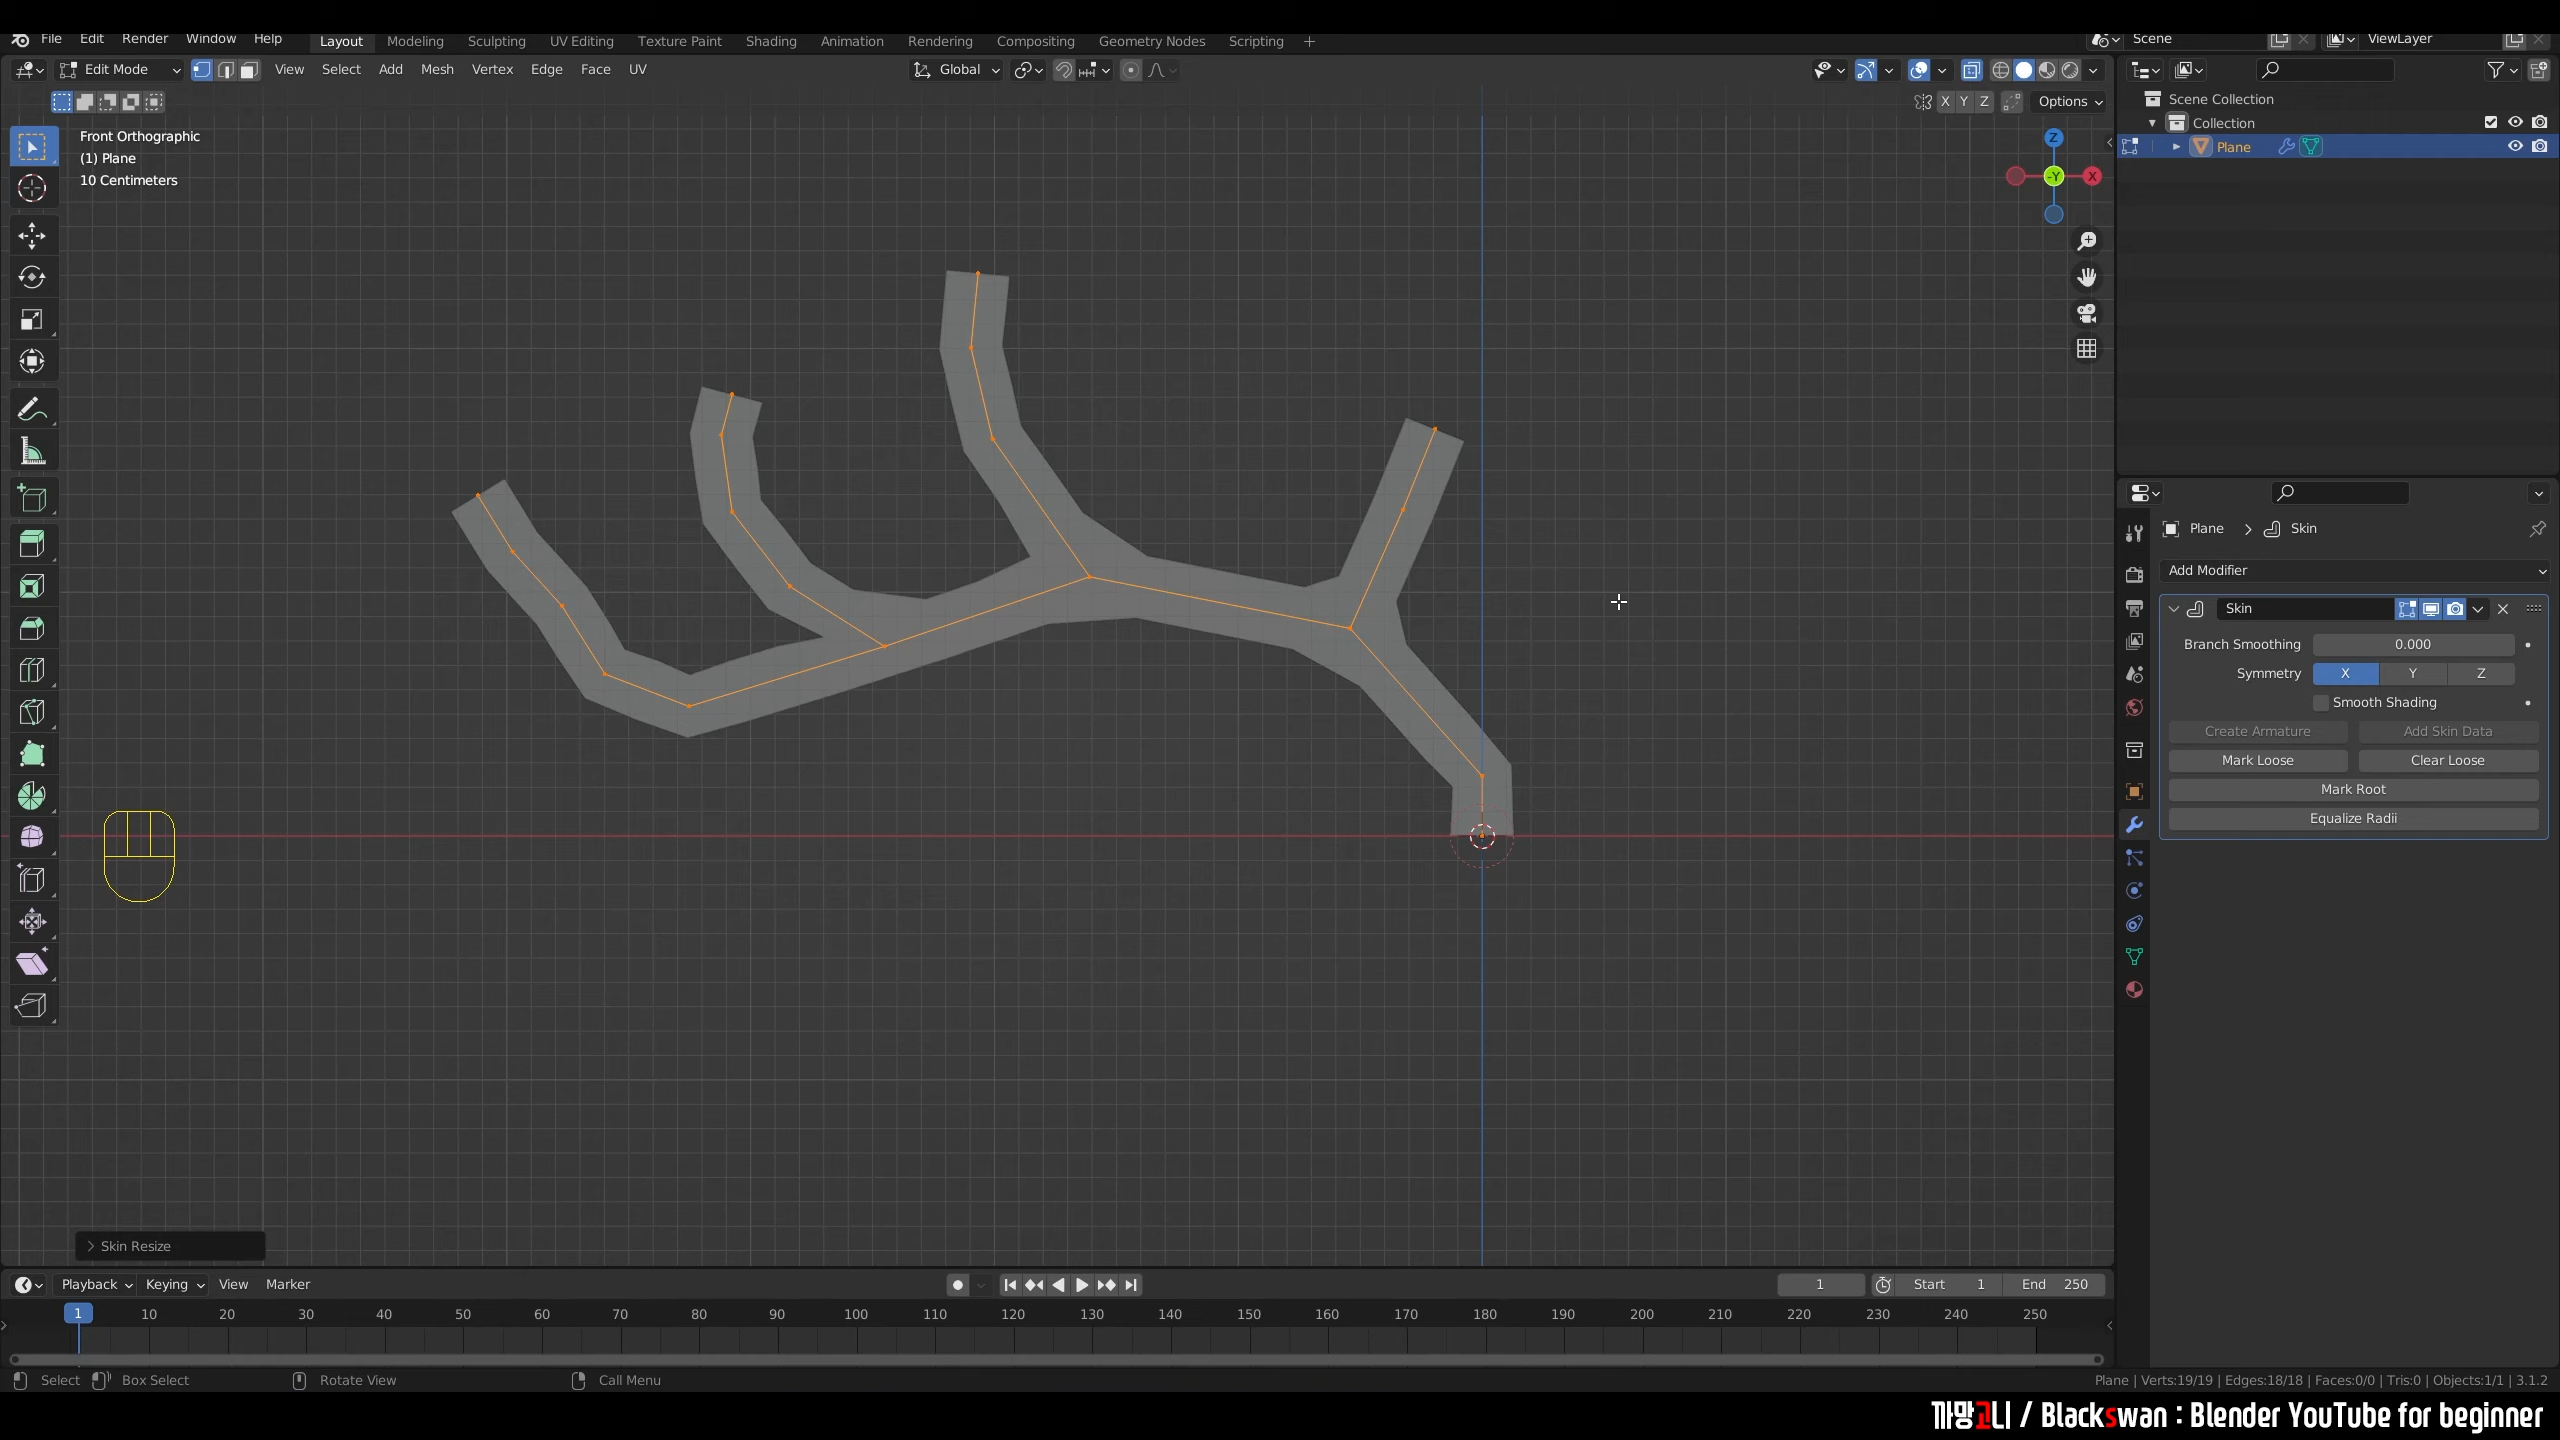 File Edit Render Window Help Layout Modeling Sculpting UV Editing Texture Paint Shading Animation Rendering Compositing Geometry Nodes Scripting + Scene ViewLayer
Edit Mode View Select Add Mesh Vertex Edge Face UV Global
X Y Z Options
Front Orthographic
(1) Plane
10 Centimeters
Z
-Y
X
Scene Collection
Collection
Plane
Plane > Skin
Add Modifier
Skin
Branch Smoothing 0.000
Symmetry X Y Z
Smooth Shading
Create Armature Add Skin Data
Mark Loose Clear Loose
Mark Root
Equalize Radii
> Skin Resize
Playback Keying View Marker 1 Start 1 End 250
1 10 20 30 40 50 60 70 80 90 100 110 120 130 140 150 160 170 180 190 200 210 220 230 240 250
Select Box Select Rotate View Call Menu Plane | Verts:19/19 | Edges:18/18 | Faces:0/0 | Tris:0 | Objects:1/1 | 3.1.2
까망고니 / Blackswan : Blender YouTube for beginner